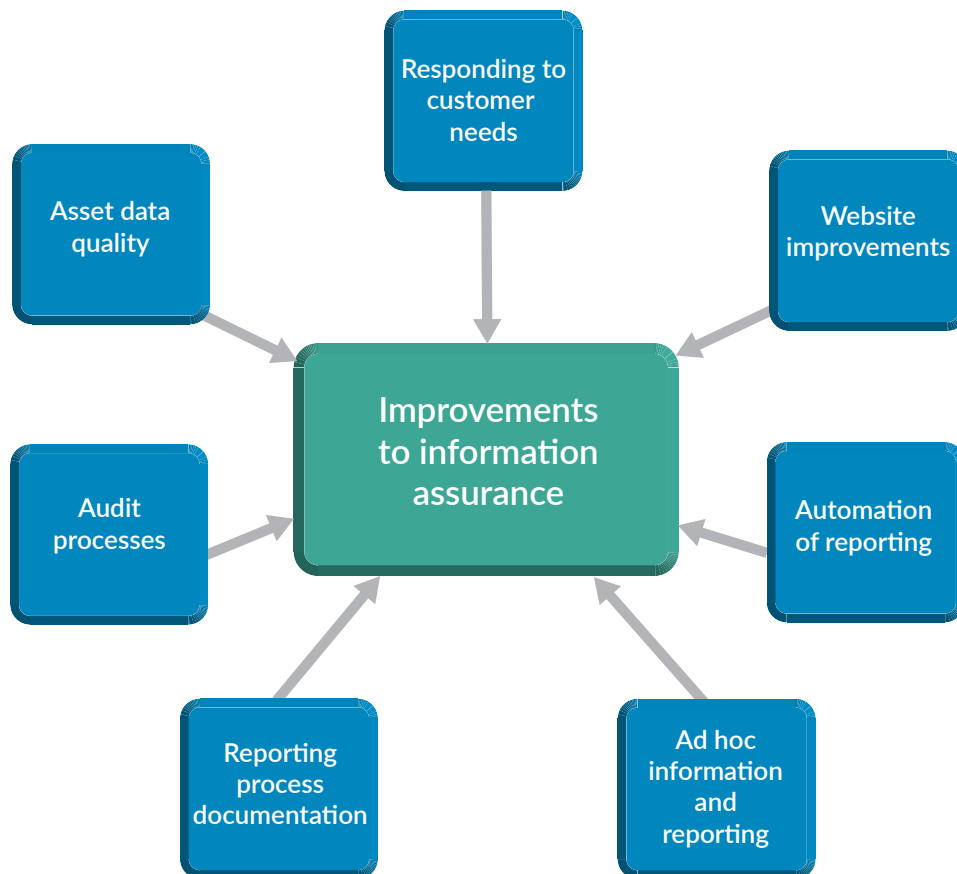 Responding to
customer
needs
Asset data
quality
Website
improvements
Improvements
to information
assurance
Audit
processes
Automation
of reporting
Reporting
process
documentation
Ad hoc
information
and
reporting